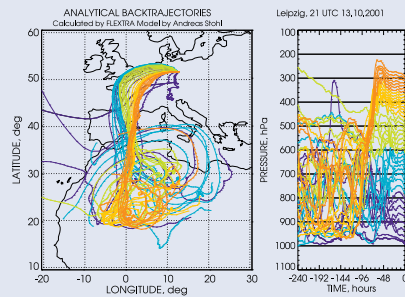 ANALYTICAL BACKTRAJECTORIES
Calculated by FLEXTRA Model by Andreas Stohl
Leipzig, 21 UTC 13,10,2001
LATITUDE, deg
60
50
40
30
20
10
-20
-10
0
10
20
30
LONGITUDE, deg
PRESSURE, hPa
100
200
300
400
500
600
700
800
900
1000
1100
-240 -192 -144 -96 -48 0
TIME, hours